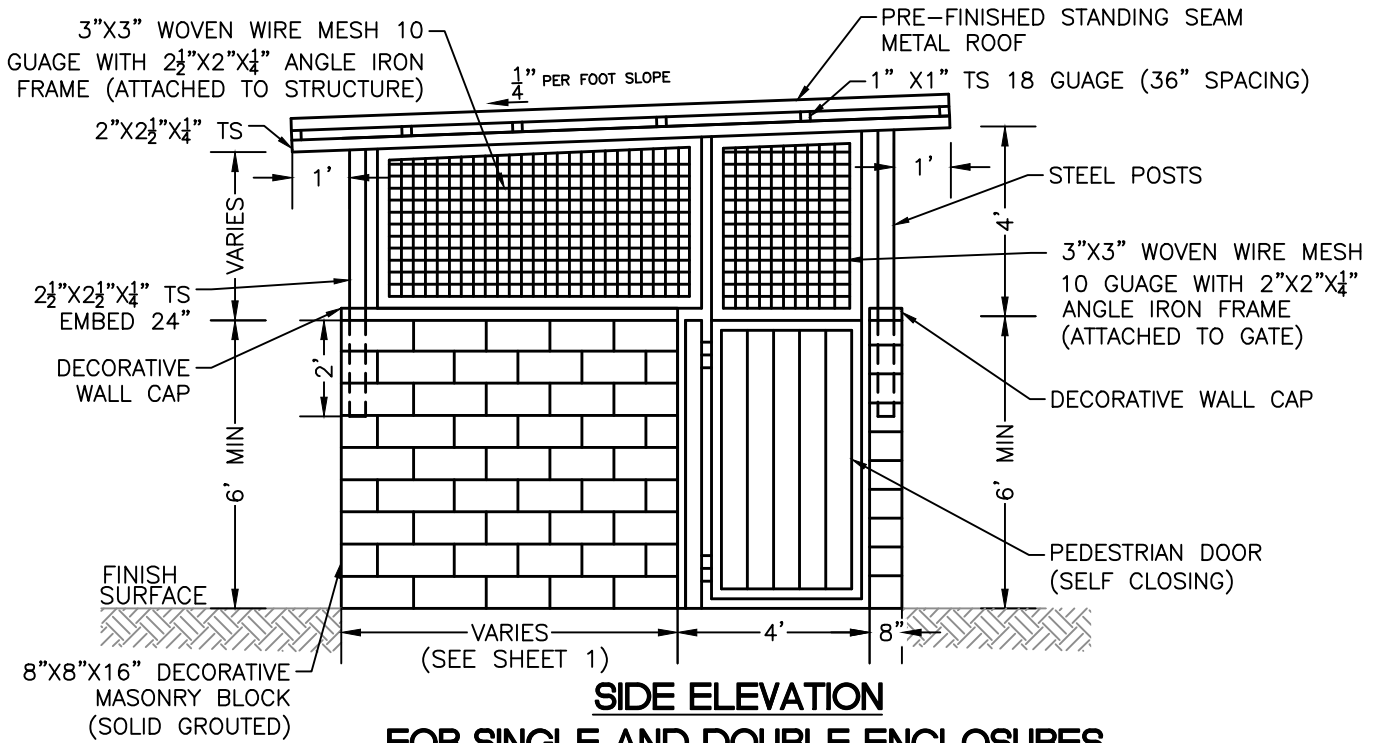 3"X3" WOVEN WIRE MESH 10
GUAGE WITH 2½"X2"X¼" ANGLE IRON
FRAME (ATTACHED TO STRUCTURE)
¼" PER FOOT SLOPE
PRE-FINISHED STANDING SEAM
METAL ROOF
1" X1" TS 18 GUAGE (36" SPACING)
2"X2½"X¼" TS
1'
1'
STEEL POSTS
VARIES
4'
3"X3" WOVEN WIRE MESH
10 GUAGE WITH 2"X2"X¼"
ANGLE IRON FRAME
(ATTACHED TO GATE)
2½"X2½"X¼" TS
EMBED 24"
DECORATIVE
WALL CAP
2'
DECORATIVE WALL CAP
6' MIN
6' MIN
PEDESTRIAN DOOR
(SELF CLOSING)
FINISH
SURFACE
VARIES
(SEE SHEET 1)
4'
8"
8"X8"X16" DECORATIVE
MASONRY BLOCK
(SOLID GROUTED)
SIDE ELEVATION
FOR SINGLE AND DOUBLE ENCLOSURES